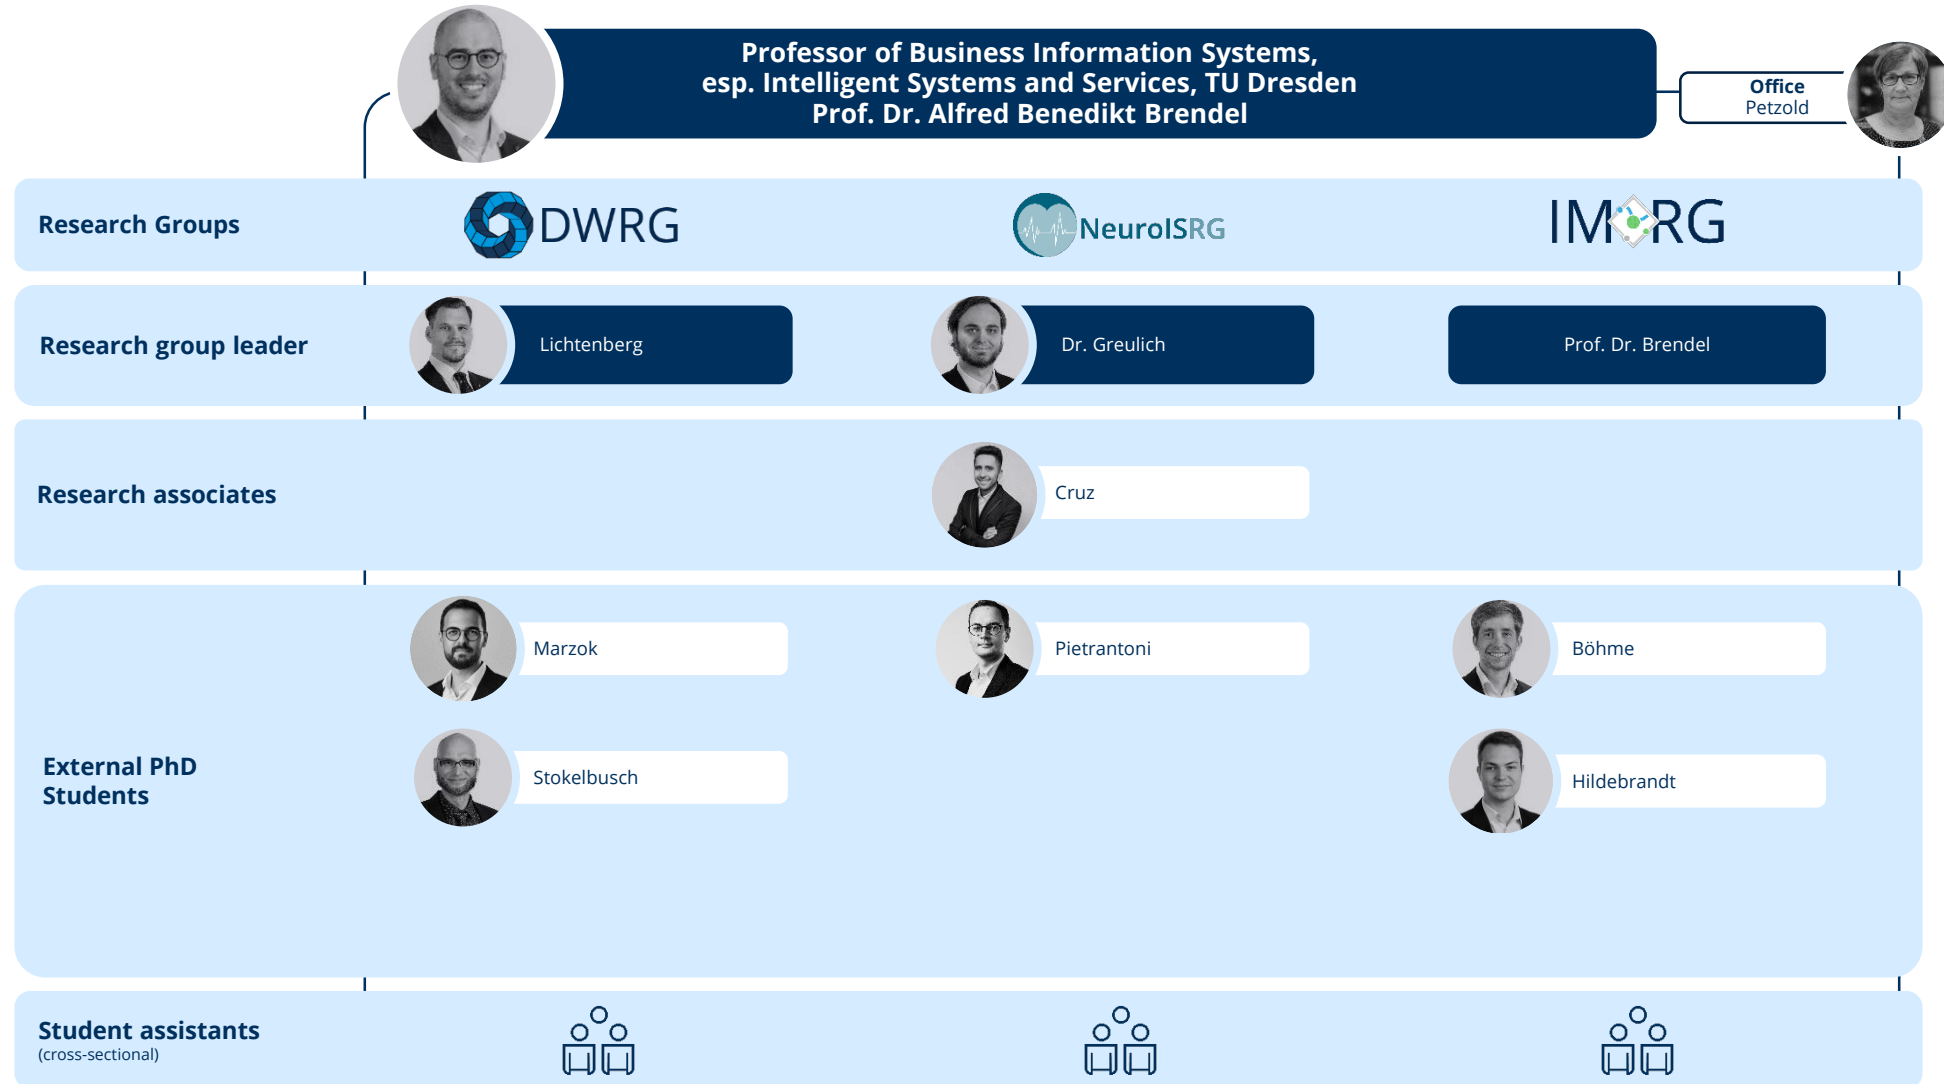 Professor of Business Information Systems,
esp. Intelligent Systems and Services, TU Dresden
Prof. Dr. Alfred Benedikt Brendel
Office
Petzold
Research Groups
DWRG
NeuroISRG
IM RG
Research group leader
Lichtenberg
Dr. Greulich
Prof. Dr. Brendel
Research associates
Cruz
External PhD
Students
Marzok
Pietrantoni
Böhme
Stokelbusch
Hildebrandt
Student assistants
(cross-sectional)